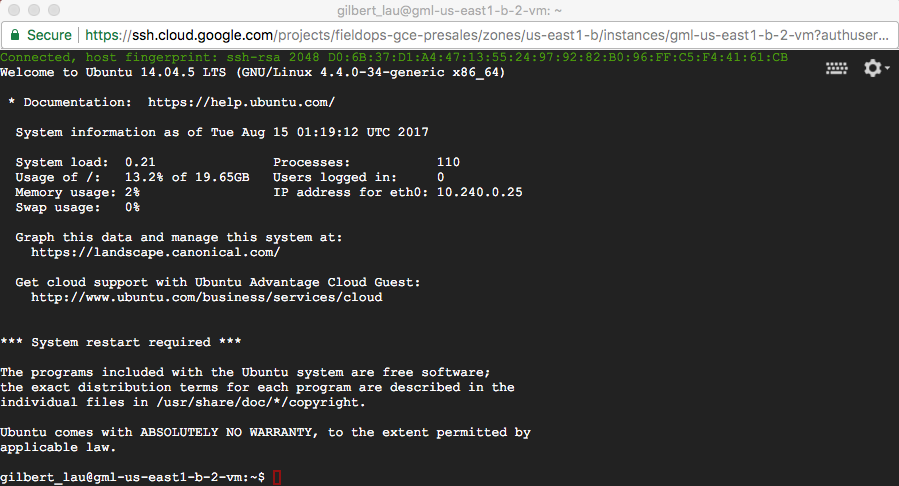 gilbert_lau@gml-us-east1-b-2-vm: ~
Secure https://ssh.cloud.google.com/projects/fieldops-gce-presales/zones/us-east1-b/instances/gml-us-east1-b-2-vm?authuser...
Connected, host fingerprint: ssh-rsa 2048 D0:6B:37:D1:A4:47:13:55:24:97:92:82:B0:96:FF:C5:F4:41:61:CB
Welcome to Ubuntu 14.04.5 LTS (GNU/Linux 4.4.0-34-generic x86_64)
* Documentation:  https://help.ubuntu.com/
System information as of Tue Aug 15 01:19:12 UTC 2017
System load:  0.21               Processes:           110
Usage of /:   13.2% of 19.65GB   Users logged in:     0
Memory usage: 2%                 IP address for eth0: 10.240.0.25
Swap usage:   0%
Graph this data and manage this system at:
https://landscape.canonical.com/
Get cloud support with Ubuntu Advantage Cloud Guest:
http://www.ubuntu.com/business/services/cloud
*** System restart required ***
The programs included with the Ubuntu system are free software;
the exact distribution terms for each program are described in the
individual files in /usr/share/doc/*/copyright.
Ubuntu comes with ABSOLUTELY NO WARRANTY, to the extent permitted by
applicable law.
gilbert_lau@gml-us-east1-b-2-vm:~$